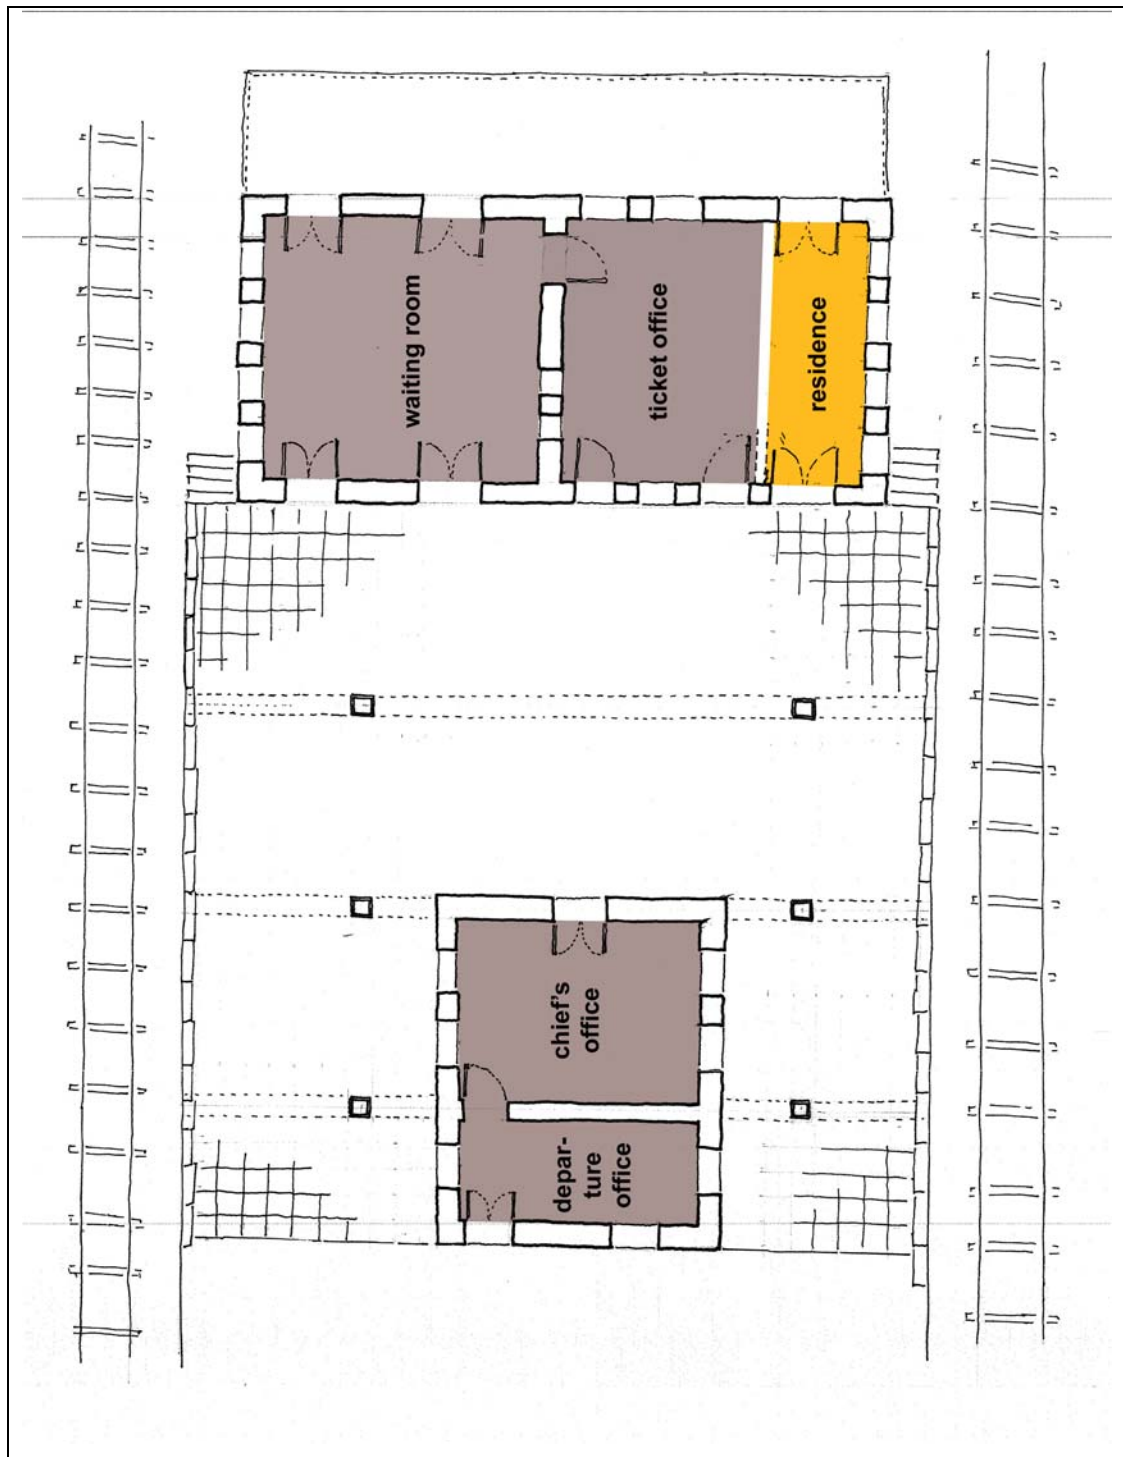 waiting room
ticket office
residence
chief's
office
depar-
ture
office